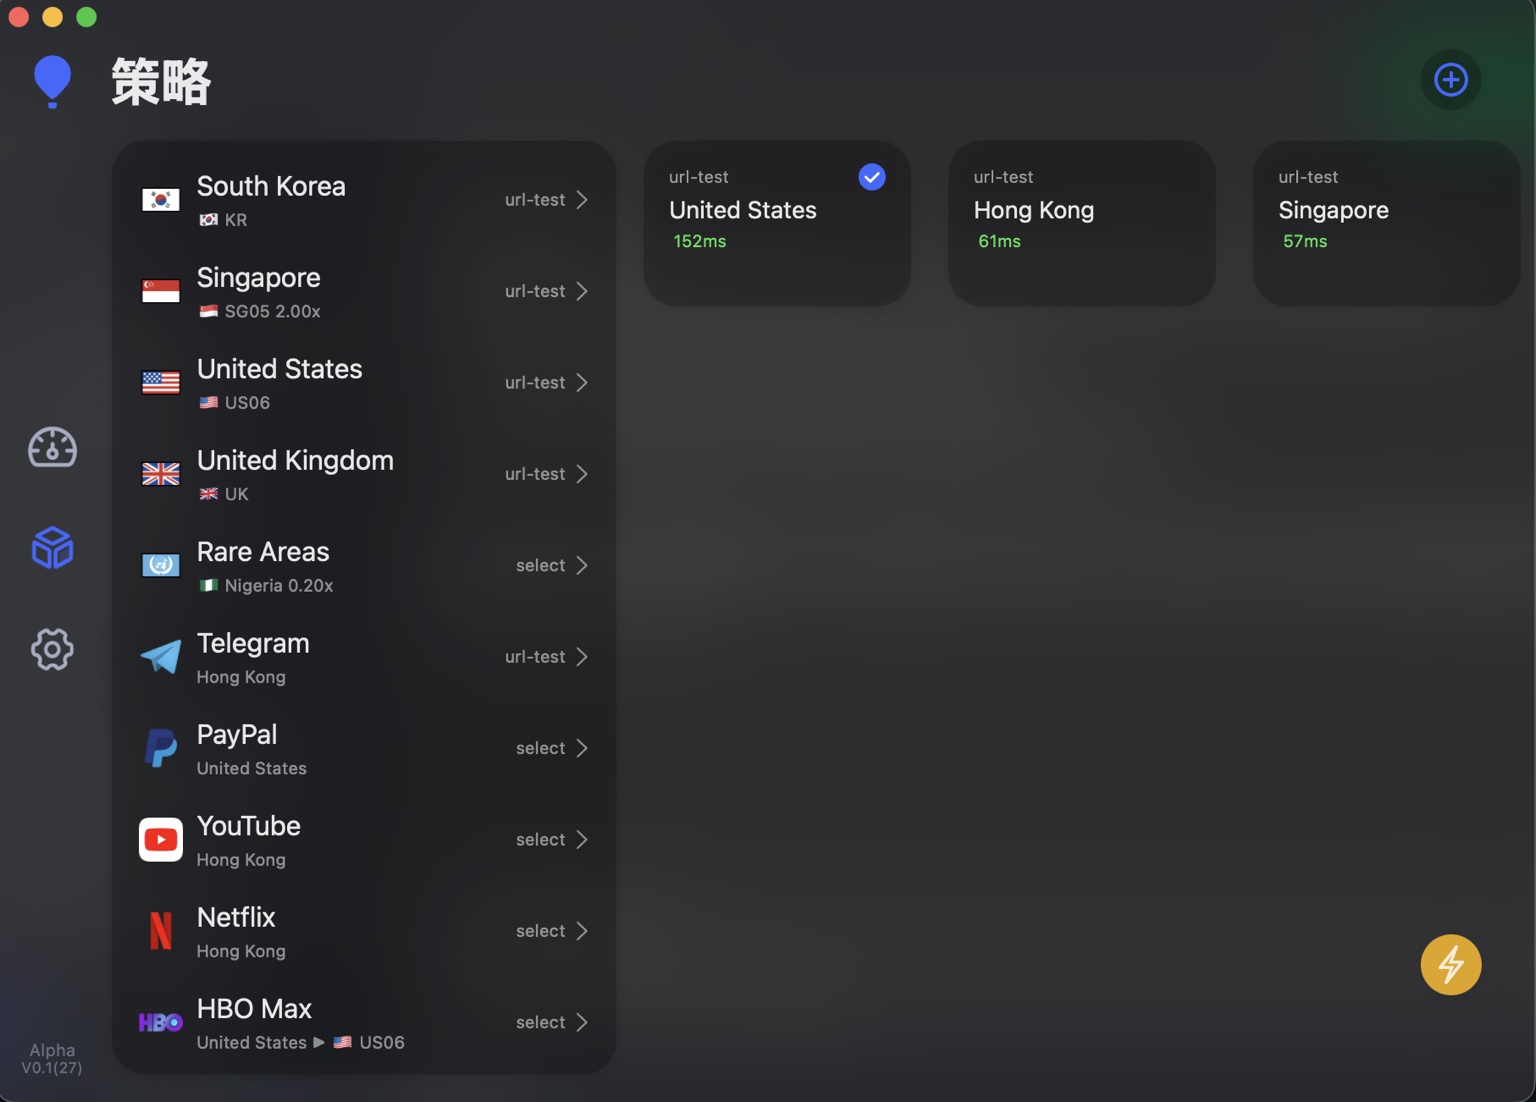 策略
South Korea
KR
url-test
Singapore
SG05 2.00x
url-test
United States
US06
url-test
United Kingdom
UK
url-test
Rare Areas
Nigeria 0.20x
select
Telegram
Hong Kong
url-test
PayPal
United States
select
YouTube
Hong Kong
select
Netflix
Hong Kong
select
HBO
HBO Max
United States ▶ US06
select
url-test
United States
152ms
url-test
Hong Kong
61ms
url-test
Singapore
57ms
Alpha
V0.1(27)